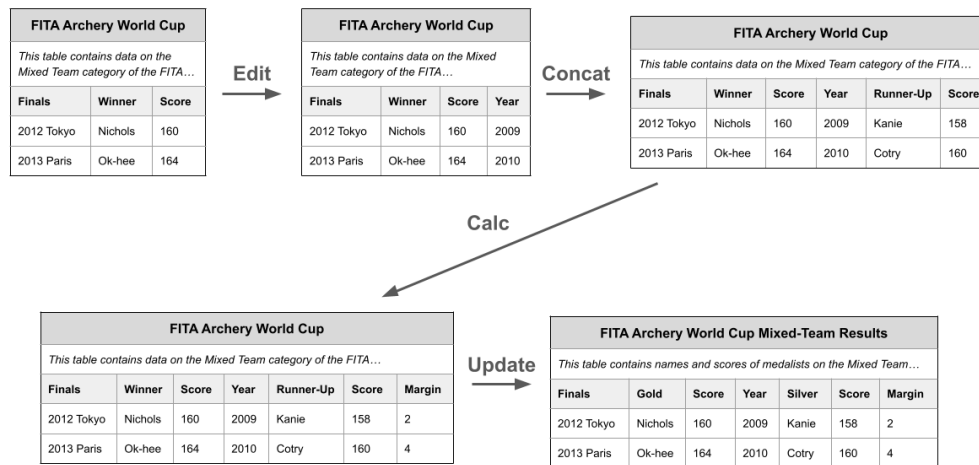 FITA Archery World Cup
This table contains data on the
Mixed Team category of the FITA…
Finals Winner Score
2012 Tokyo Nichols 160
2013 Paris Ok-hee 164
Edit
FITA Archery World Cup
This table contains data on the Mixed
Team category of the FITA…
Finals Winner Score Year
2012 Tokyo Nichols 160 2009
2013 Paris Ok-hee 164 2010
Concat
FITA Archery World Cup
This table contains data on the Mixed Team category of the FITA…
Finals Winner Score Year Runner-Up Score
2012 Tokyo Nichols 160 2009 Kanie 158
2013 Paris Ok-hee 164 2010 Cotry 160
Calc
FITA Archery World Cup
This table contains data on the Mixed Team category of the FITA…
Finals Winner Score Year Runner-Up Score Margin
2012 Tokyo Nichols 160 2009 Kanie 158 2
2013 Paris Ok-hee 164 2010 Cotry 160 4
Update
FITA Archery World Cup Mixed-Team Results
This table contains names and scores of medalists on the Mixed Team…
Finals Gold Score Year Silver Score Margin
2012 Tokyo Nichols 160 2009 Kanie 158 2
2013 Paris Ok-hee 164 2010 Cotry 160 4